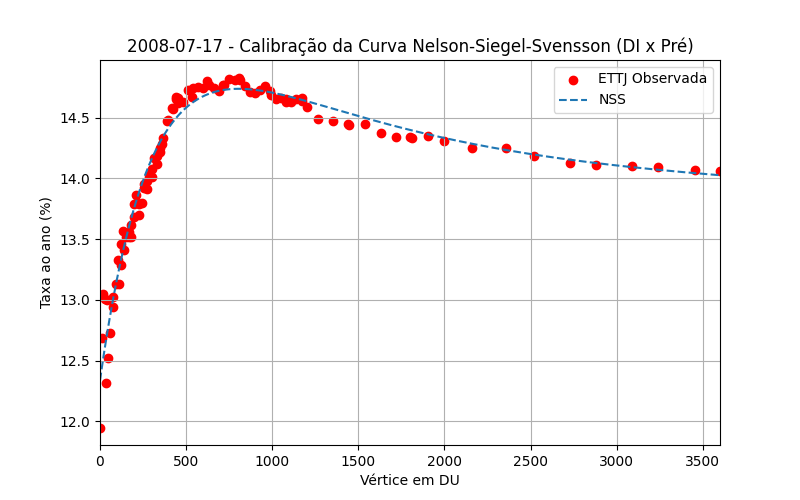 2008-07-17 - Calibração da Curva Nelson-Siegel-Svensson (DI x Pré)
ETTJ Observada
NSS
Taxa ao ano (%)
14.5
14.0
13.5
13.0
12.5
12.0
0 500 1000 1500 2000 2500 3000 3500
Vértice em DU